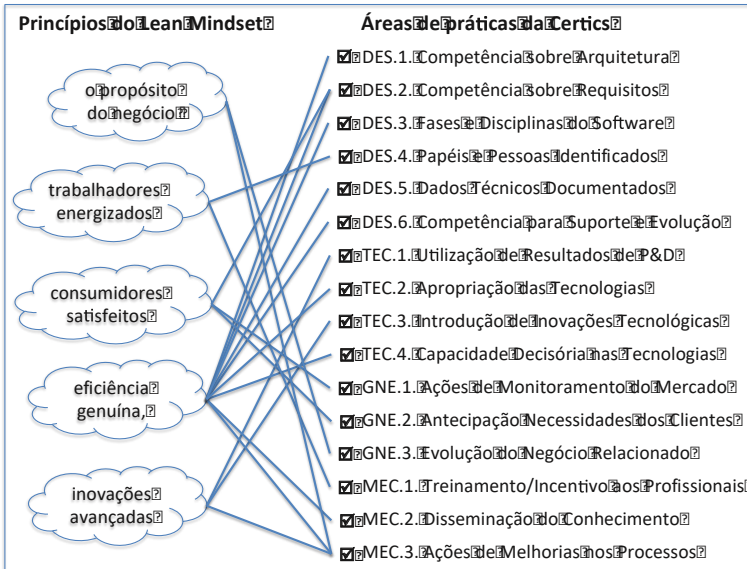 Princípios do Lean Mindset
o propósito
do negócio
trabalhadores
energizados
consumidores
satisfeitos
eficiência
genuína,
inovações
avançadas
Áreas de práticas da Certics
DES.1. Competência sobre Arquitetura
DES.2. Competência sobre Requisitos
DES.3. Fases e Disciplinas do Software
DES.4. Papéis e Pessoas Identificados
DES.5. Dados Técnicos Documentados
DES.6. Competência para Suporte e Evolução
TEC.1. Utilização de Resultados de P&D
TEC.2. Apropriação das Tecnologias
TEC.3. Introdução de Inovações Tecnológicas
TEC.4. Capacidade Decisória nas Tecnologias
GNE.1. Ações de Monitoramento do Mercado
GNE.2. Antecipação Necessidades dos Clientes
GNE.3. Evolução do Negócio Relacionado
MEC.1. Treinamento/Incentivo aos Profissionais
MEC.2. Disseminação do Conhecimento
MEC.3. Ações de Melhorias nos Processos